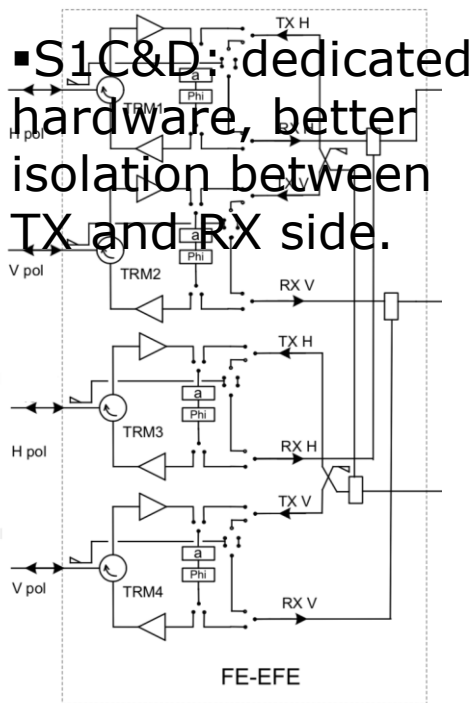 TX H
▪S1C&D: dedicated
a
Phi
TRM1
hardware, better
H pol
RX H
isolation between
TX V
TX and RX side.
a
Phi
V pol
TRM2
RX V
TX H
a
Phi
TRM3
H pol
RX H
TX V
a
Phi
V pol
TRM4
RX V
FE-EFE